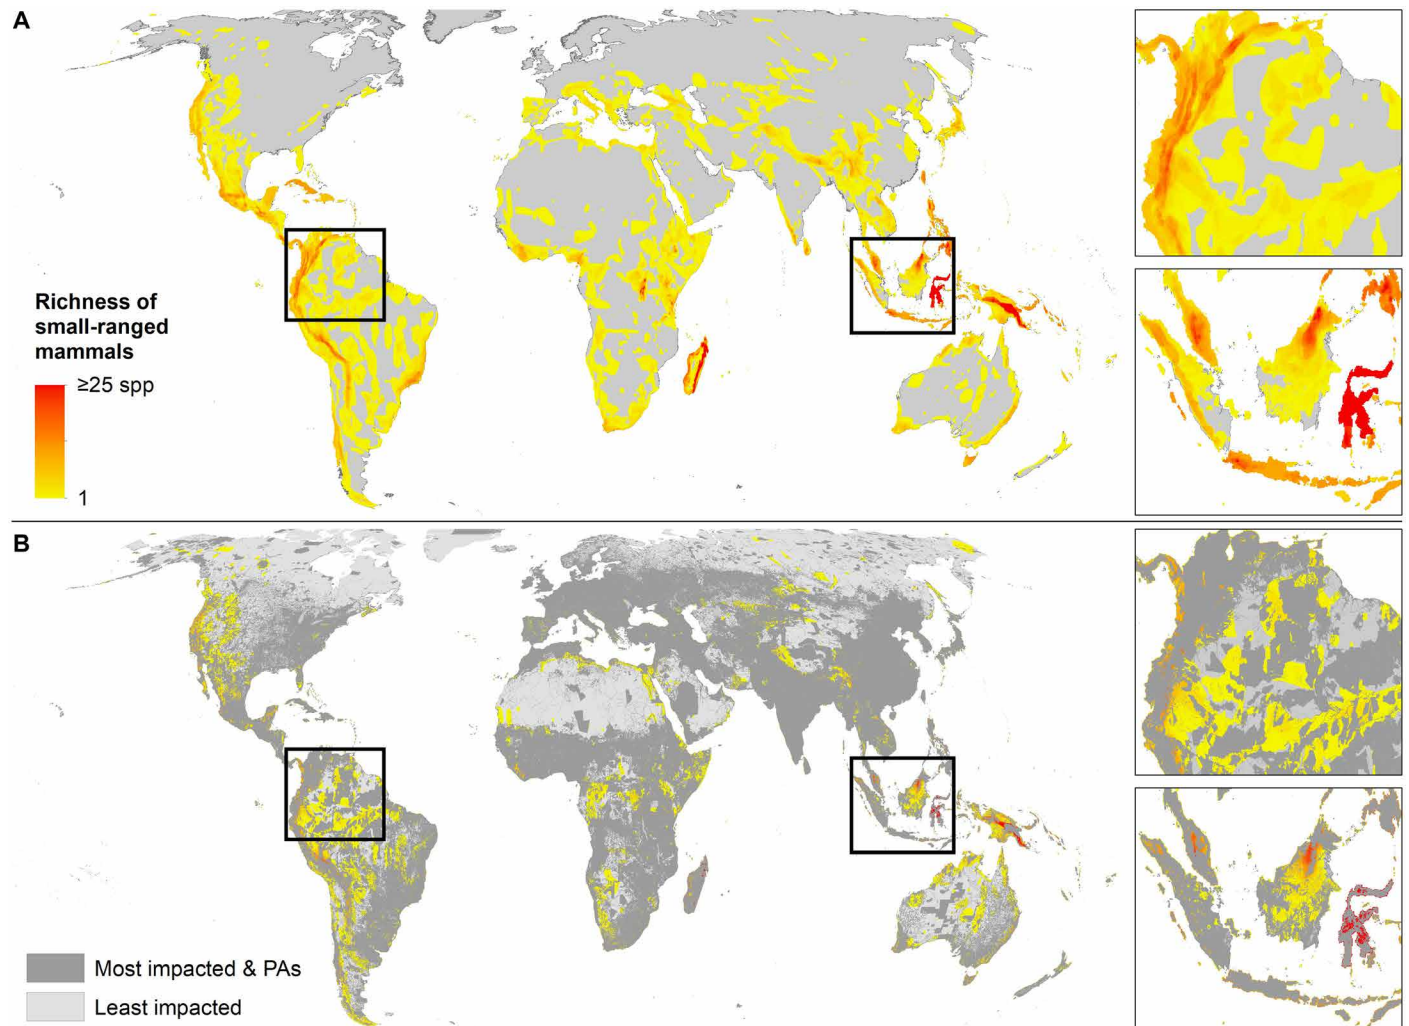 A
Richness of
small-ranged
mammals
≥25 spp
1
B
Most impacted & PAs
Least impacted